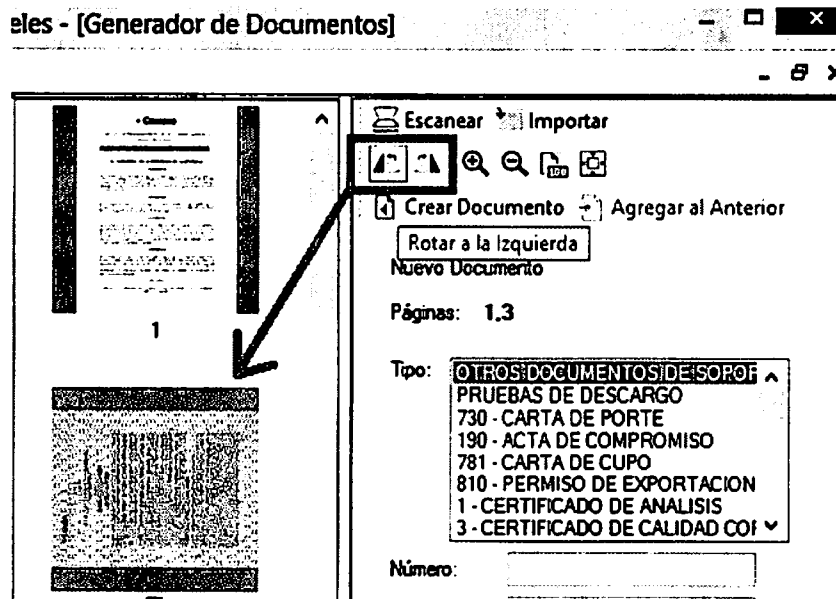 eles - [Generador de Documentos]
Escanear Importar
Crear Documento Agregar al Anterior
Rotar a la Izquierda
Nuevo Documento
1
Páginas: 1.3
Tipo:
OTROS DOCUMENTOS DE SOPOR
PRUEBAS DE DESCARGO
730 - CARTA DE PORTE
190 - ACTA DE COMPROMISO
781 - CARTA DE CUPO
810 - PERMISO DE EXPORTACION
1 - CERTIFICADO DE ANALISIS
3 - CERTIFICADO DE CALIDAD COI
Número: